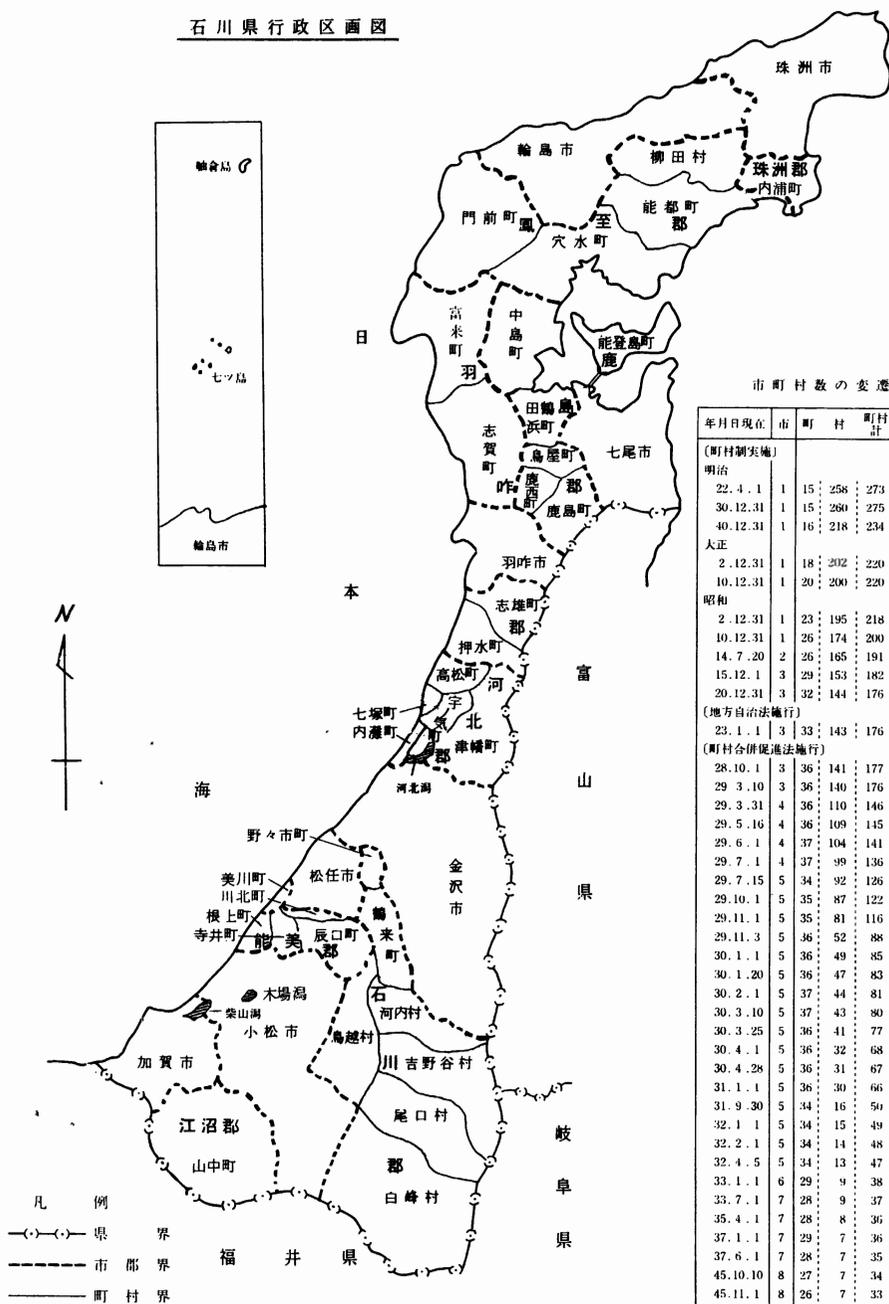 石川県行政区画図
珠洲市
輪島市
柳田村
珠洲郡
内浦町
舳倉島
門前町
鳳至郡
能都町
穴水町
富来町
中島町
能登島町
七ツ島
日本海
羽咋郡
鹿島郡
田鶴浜町
志賀町
鳥屋町
七尾市
鹿西町
鹿島町
輪島市
羽咋市
志雄町
押水町
N
高松町
河北郡
七塚町
宇ノ気町
内灘町
津幡町
河北潟
富山県
野々市町
金沢市
美川町
松任市
川北町
根上町
鶴来町
寺井町
能美郡
辰口町
木場潟
柴山潟
小松市
石川郡
河内村
鳥越村
加賀市
吉野谷村
尾口村
江沼郡
山中町
白峰村
岐阜県
福井県
凡例
県界
市郡界
町村界
市町村数の変遷
年月日現在 市 町 村 町村計
〔町村制実施〕
明治
22.4.1 1 15 258 273
30.12.31 1 15 260 275
40.12.31 1 16 218 234
大正
2.12.31 1 18 202 220
10.12.31 1 20 200 220
昭和
2.12.31 1 23 195 218
10.12.31 1 26 174 200
14.7.20 2 26 165 191
15.12.1 3 29 153 182
20.12.31 3 32 144 176
〔地方自治法施行〕
23.1.1 3 33 143 176
〔町村合併促進法施行〕
28.10.1 3 36 141 177
29 3.10 3 36 140 176
29.3.31 4 36 110 146
29.5.16 4 36 109 145
29.6.1 4 37 104 141
29.7.1 4 37 99 136
29.7.15 5 34 92 126
29.10.1 5 35 87 122
29.11.1 5 35 81 116
29.11.3 5 36 52 88
30.1.1 5 36 49 85
30.1.20 5 36 47 83
30.2.1 5 37 44 81
30.3.10 5 37 43 80
30.3.25 5 36 41 77
30.4.1 5 36 32 68
30.4.28 5 36 31 67
31.1.1 5 36 30 66
31.9.30 5 34 16 50
32.1 1 5 34 15 49
32.2.1 5 34 14 48
32.4.5 5 34 13 47
33.1.1 6 29 9 38
33.7.1 7 28 9 37
35.4.1 7 28 8 36
37.1.1 7 29 7 36
37.6.1 7 28 7 35
45.10.10 8 27 7 34
45.11.1 8 26 7 33